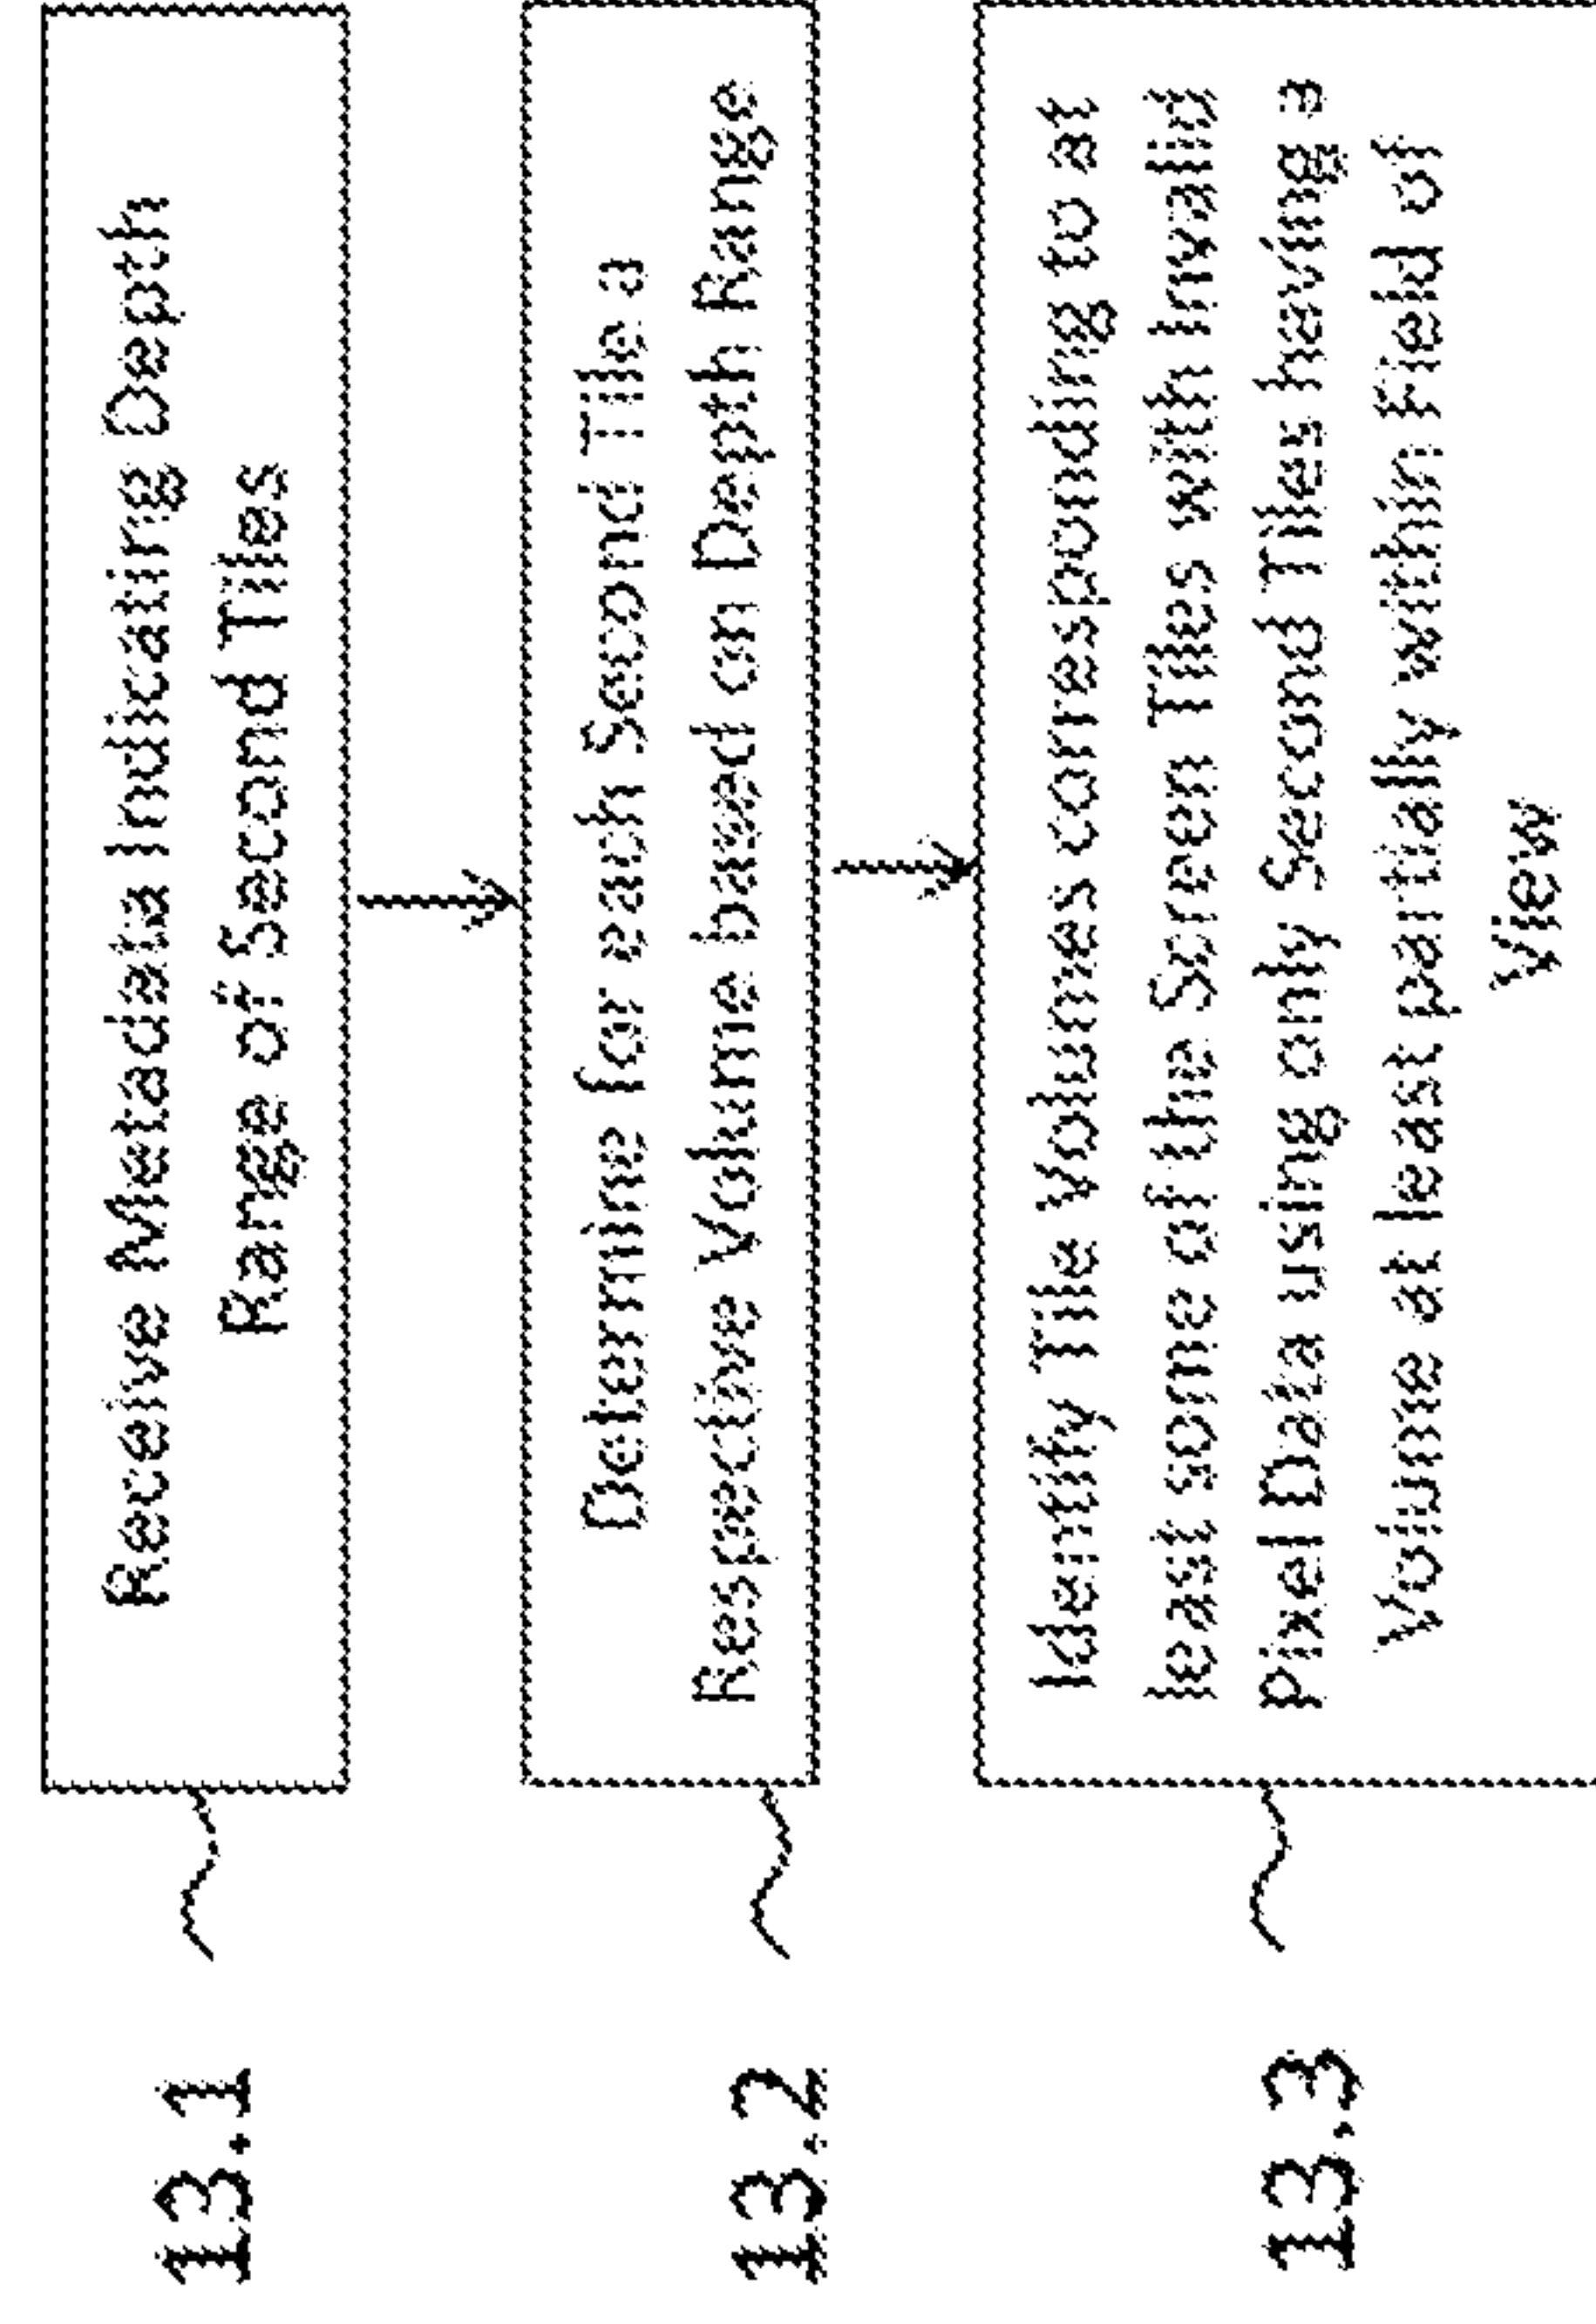 13.1
Receive Metadata Indicating Depth
Range of Second Tiles
13.2
Determine for each Second Tile a
Respective Volume based on Depth Range
13.3
Identify Tile Volumes corresponding to at
least some of the Screen Tiles with Invalid
Pixel Data using only Second Tiles having a
Volume at least partially within Field of
View